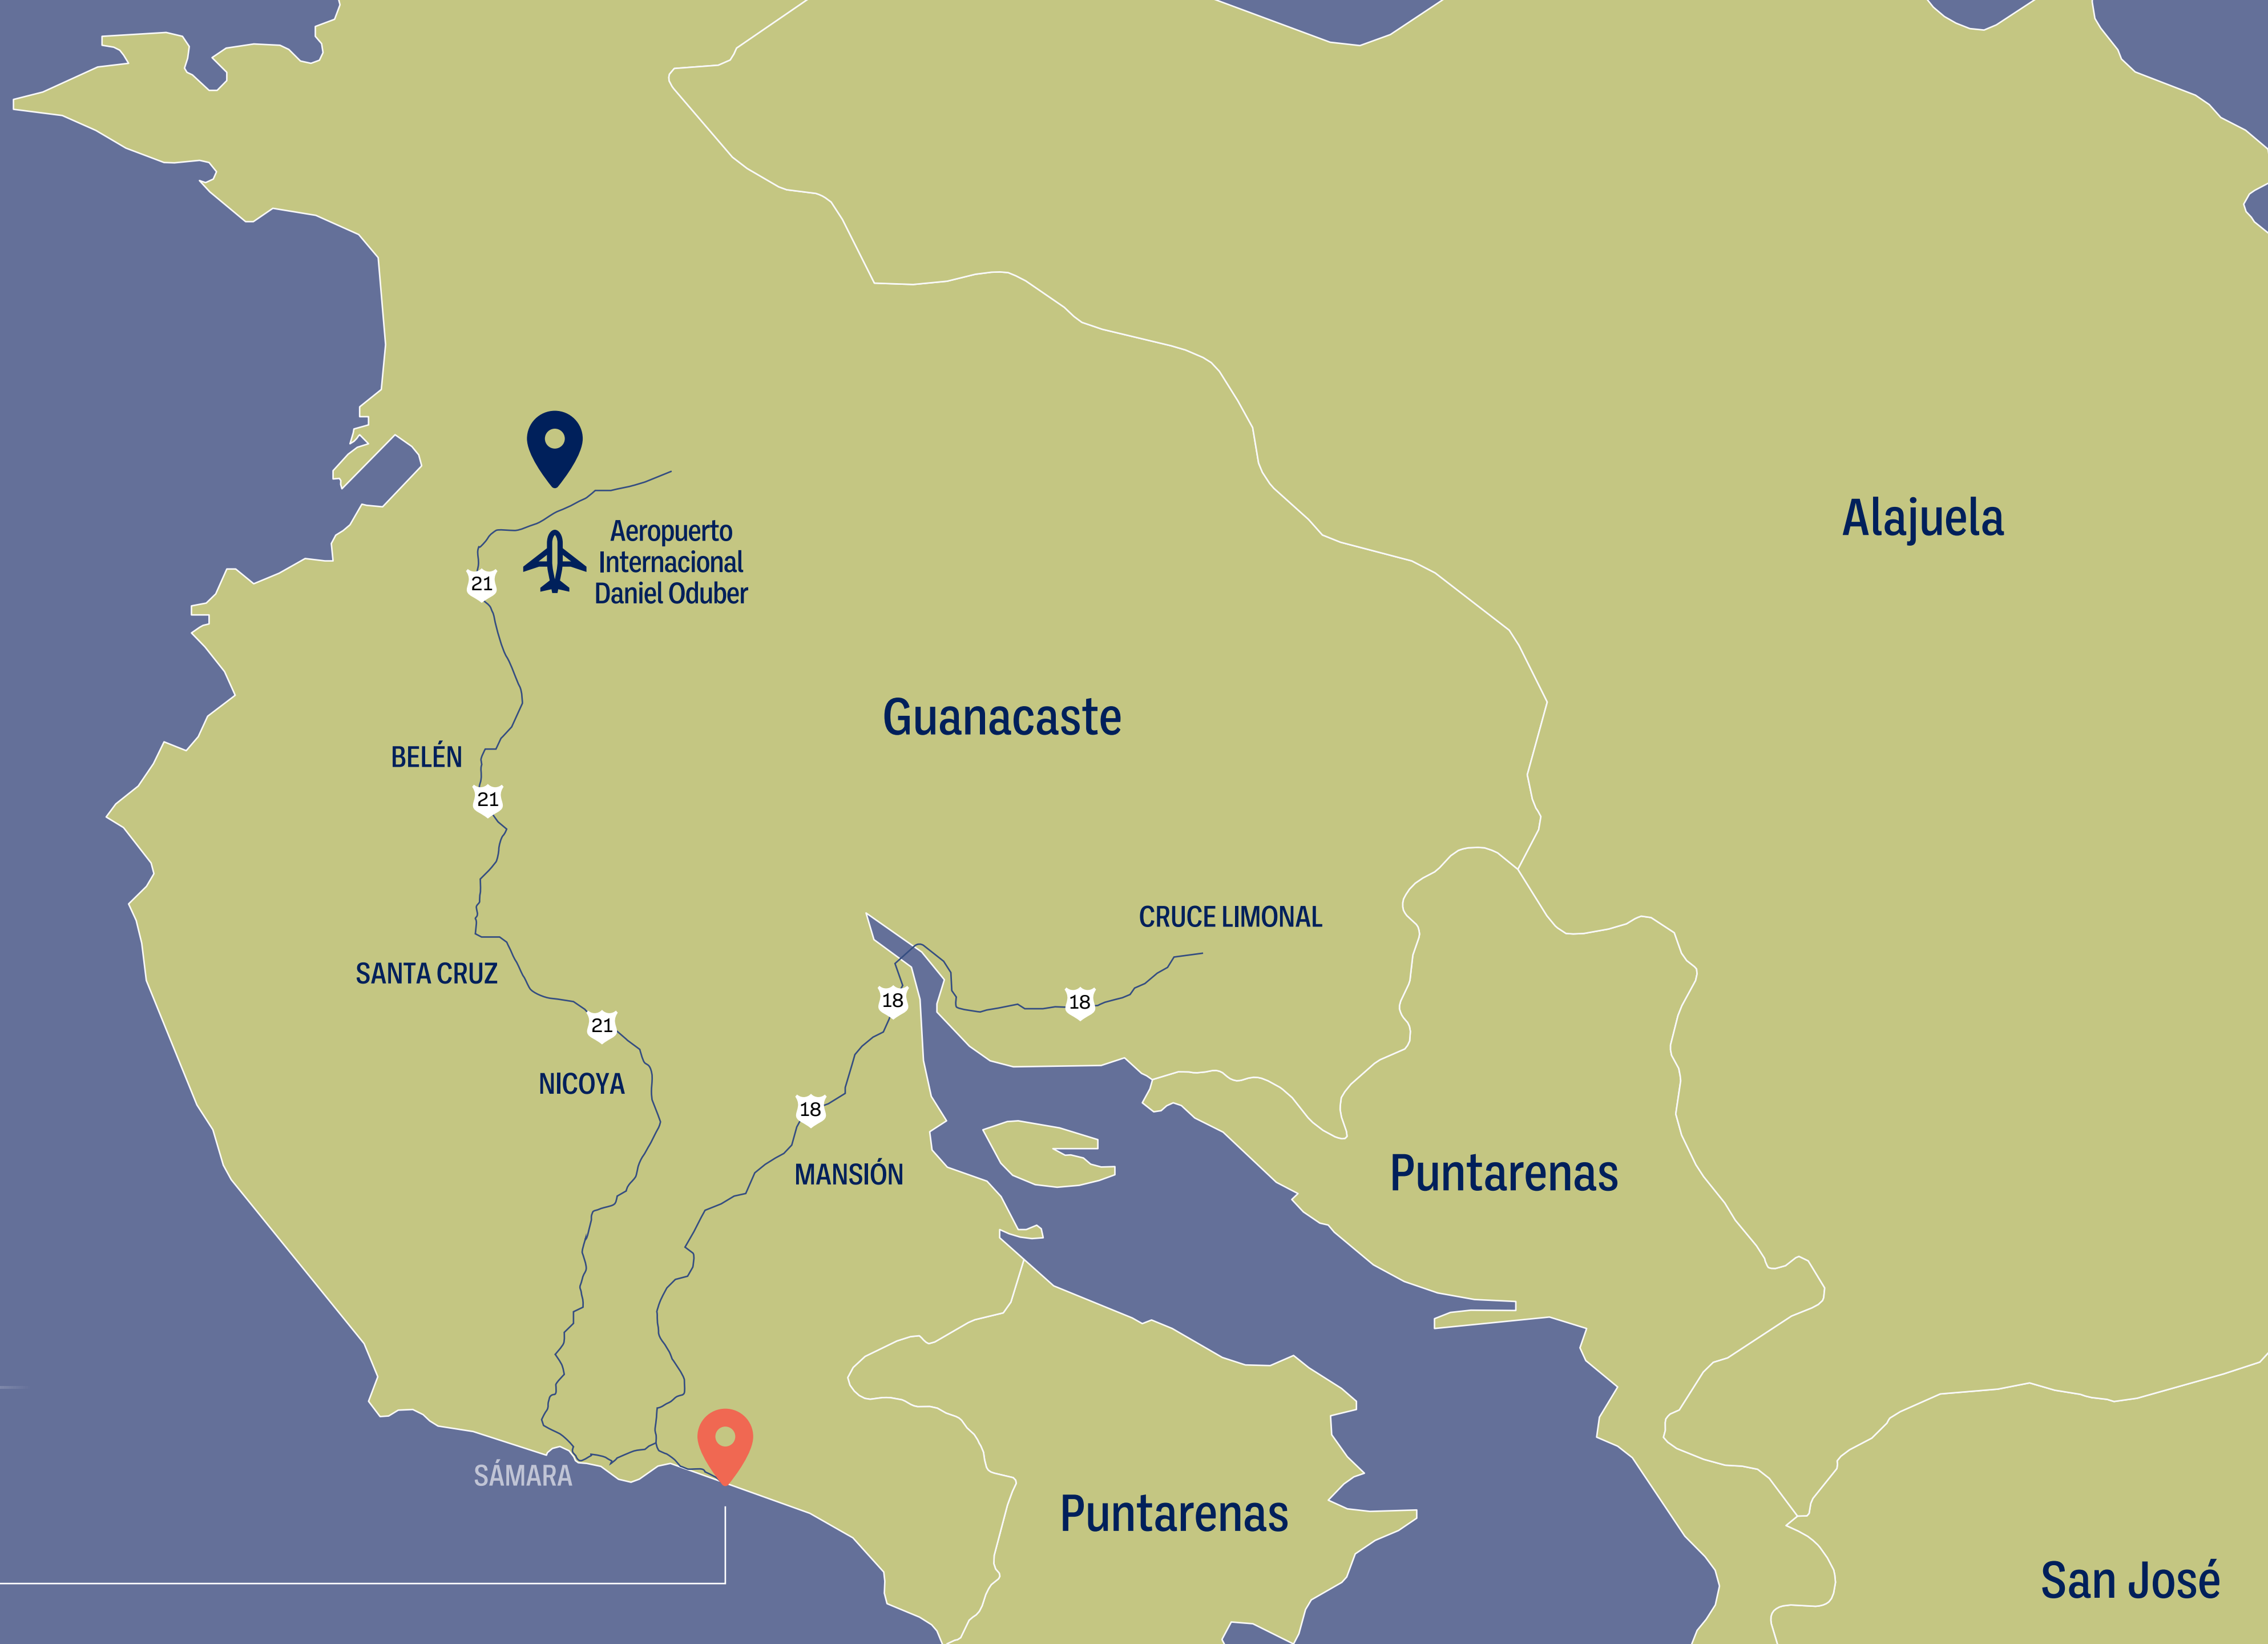 Alajuela
Aeropuerto
Internacional
Daniel Oduber
21
Guanacaste
BELÉN
21
CRUCE LIMONAL
SANTA CRUZ
18
18
21
NICOYA
18
MANSIÓN
Puntarenas
SÁMARA
Puntarenas
San José